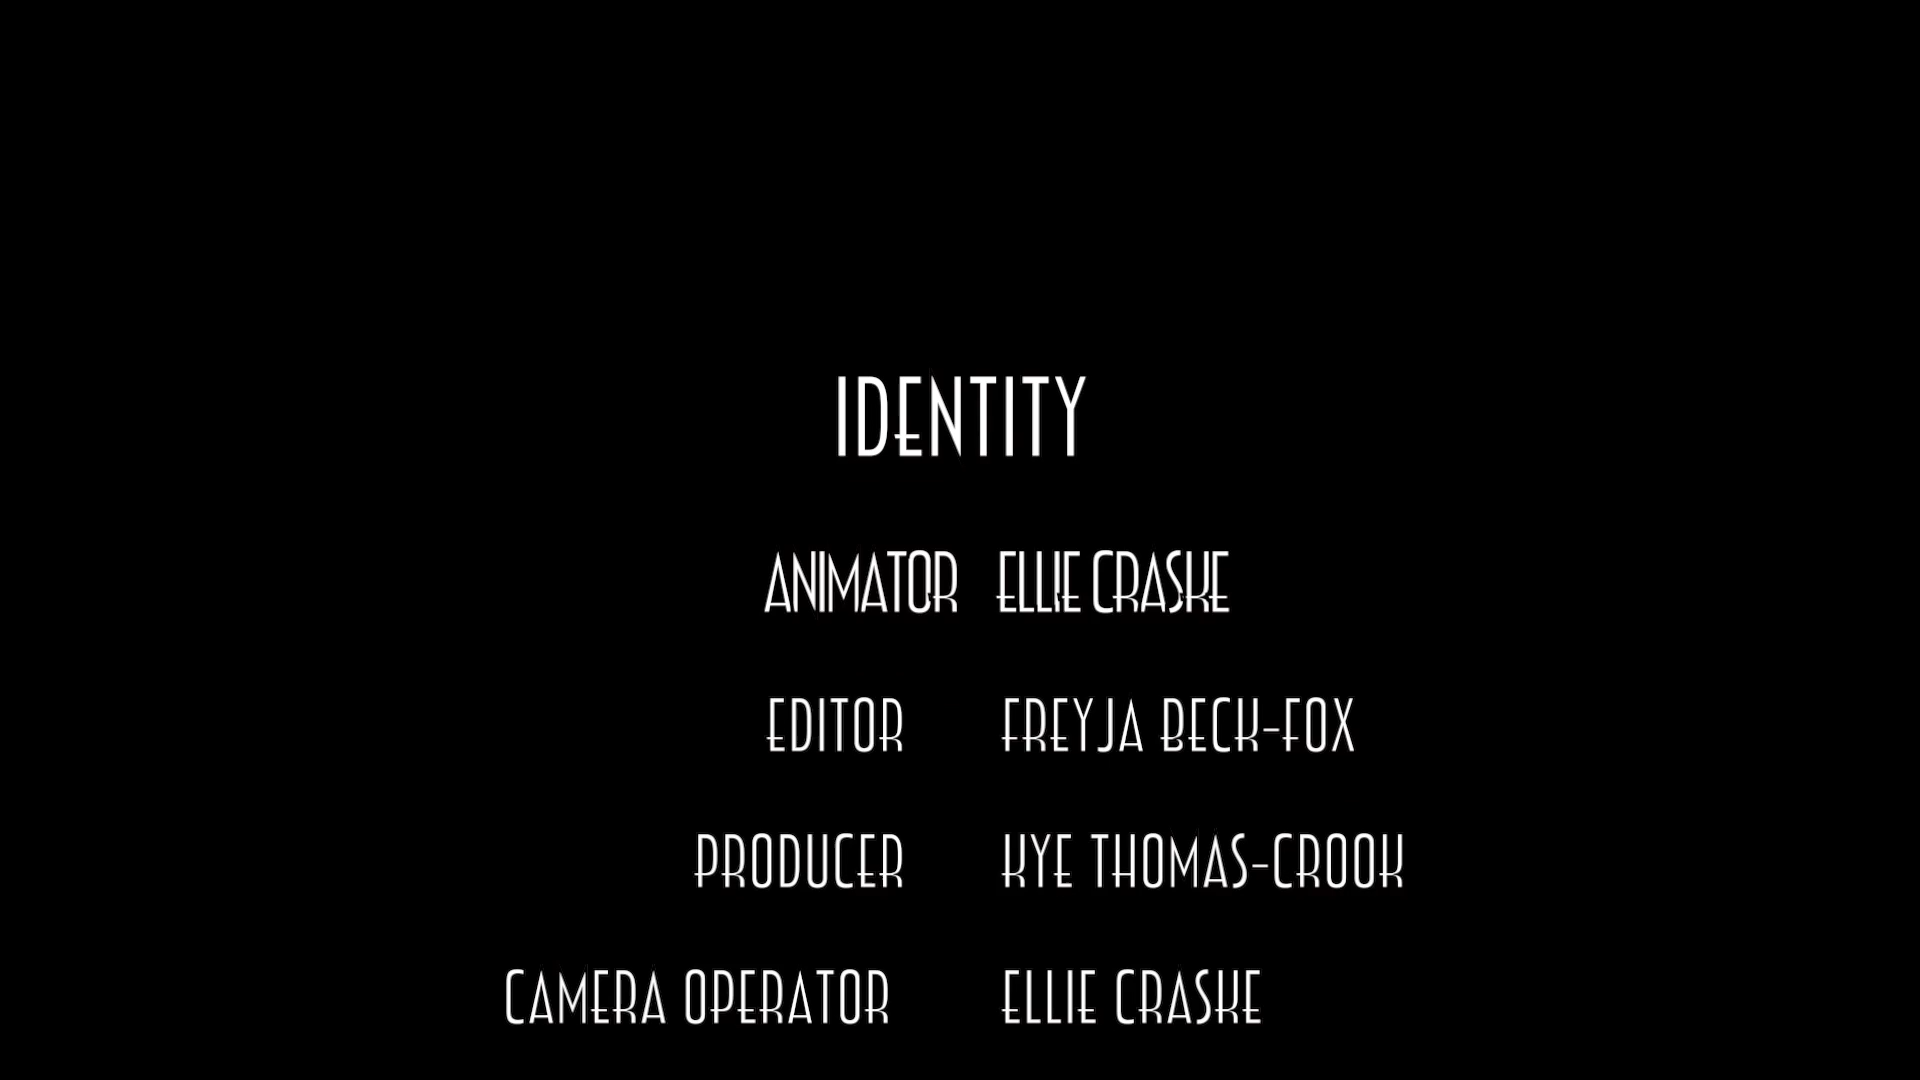 IDENTITY
ANIMATOR ELLIE CRASKE
EDITOR FREYJA BECK-FOX
PRODUCER KYE THOMAS-CROOK
CAMERA OPERATOR ELLIE CRASKE